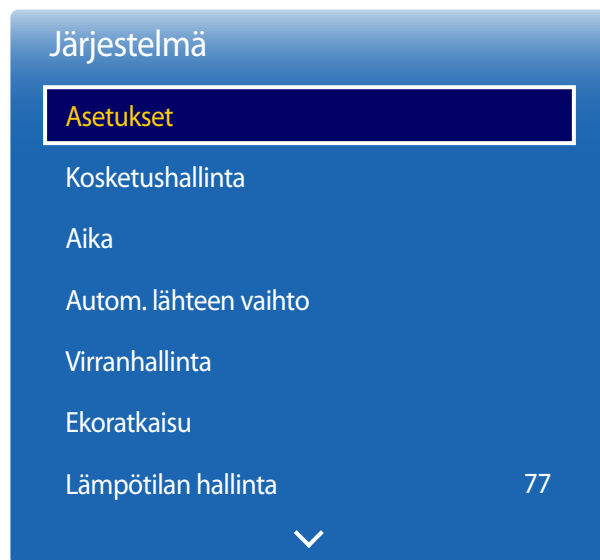 Järjestelmä
Asetukset
Kosketushallinta
Aika
Autom. lähteen vaihto
Virranhallinta
Ekoratkaisu
Lämpötilan hallinta 77